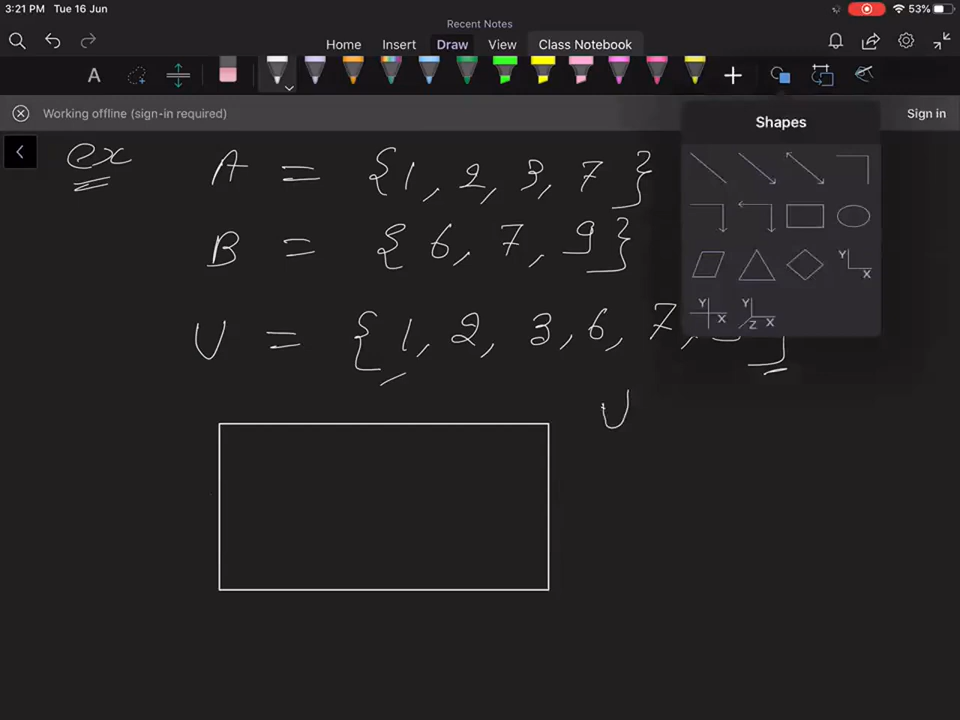 3:21 PM Tue 16 Jun
53%
Recent Notes
Home Insert Draw View Class Notebook
A
Working offline (sign-in required)
Sign in
Shapes
ex A = {1, 2, 3, 7}
B = {6, 7, 9}
Y X
Y X Y Z X
U = {1, 2, 3, 6, 7, }
U